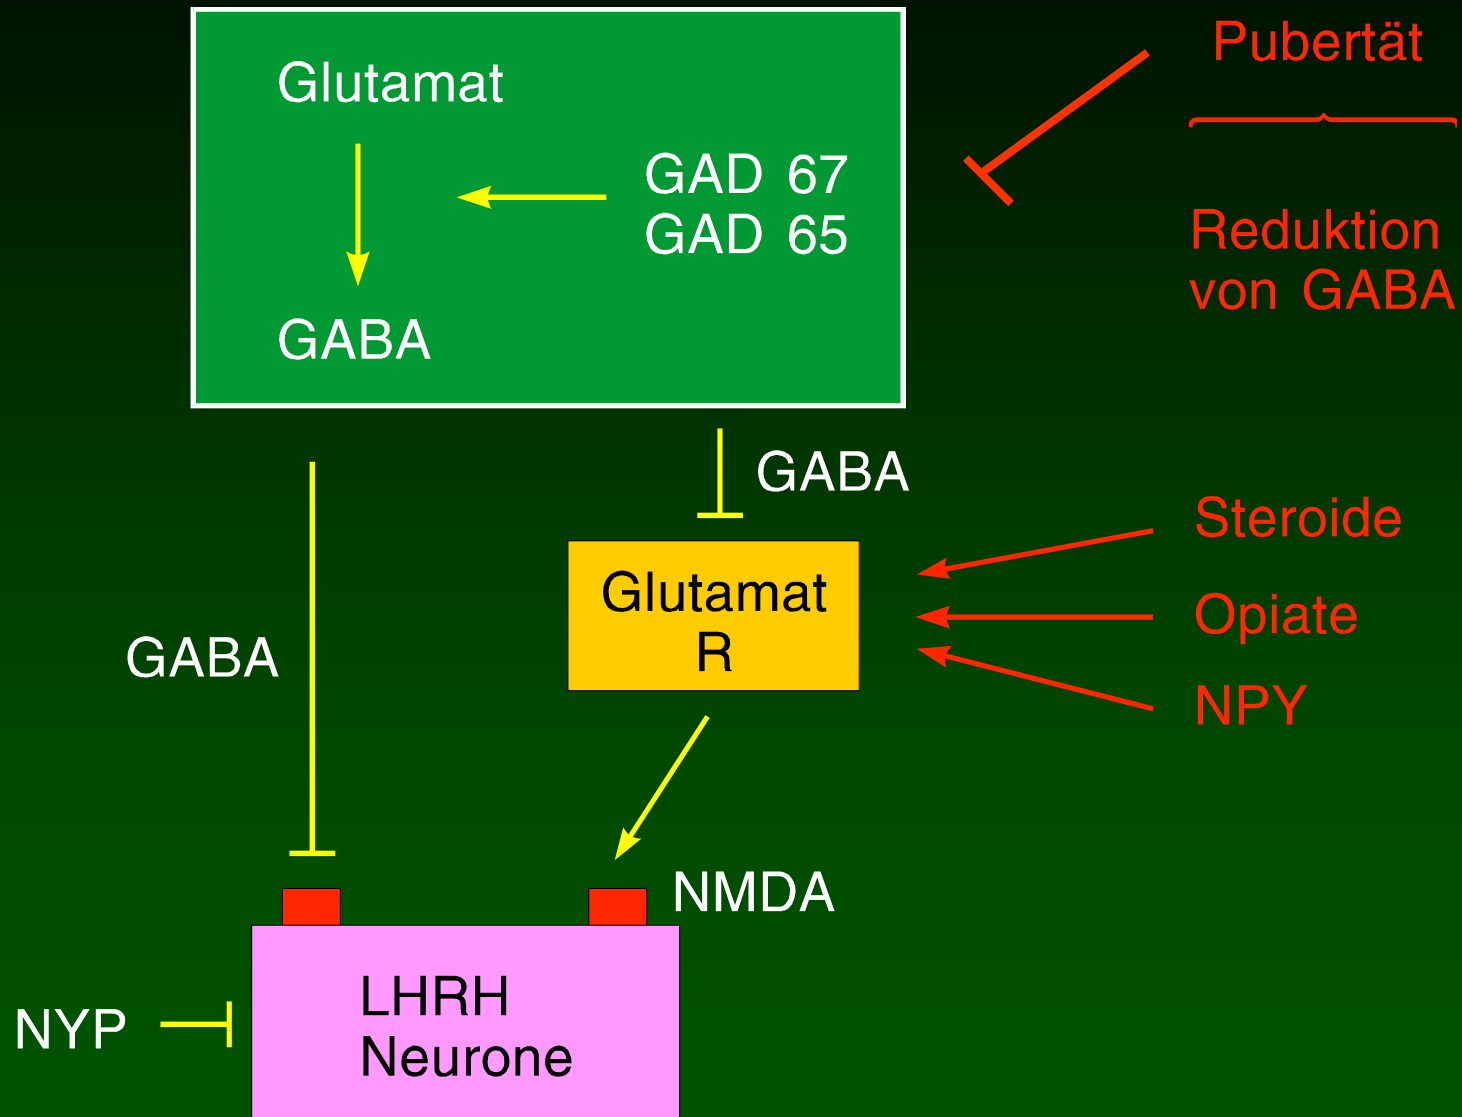 Pubertät
Glutamat
GAD 67
GAD 65
Reduktion
von GABA
GABA
GABA
Steroide
Glutamat
R
Opiate
GABA
NPY
NMDA
LHRH
Neurone
NYP